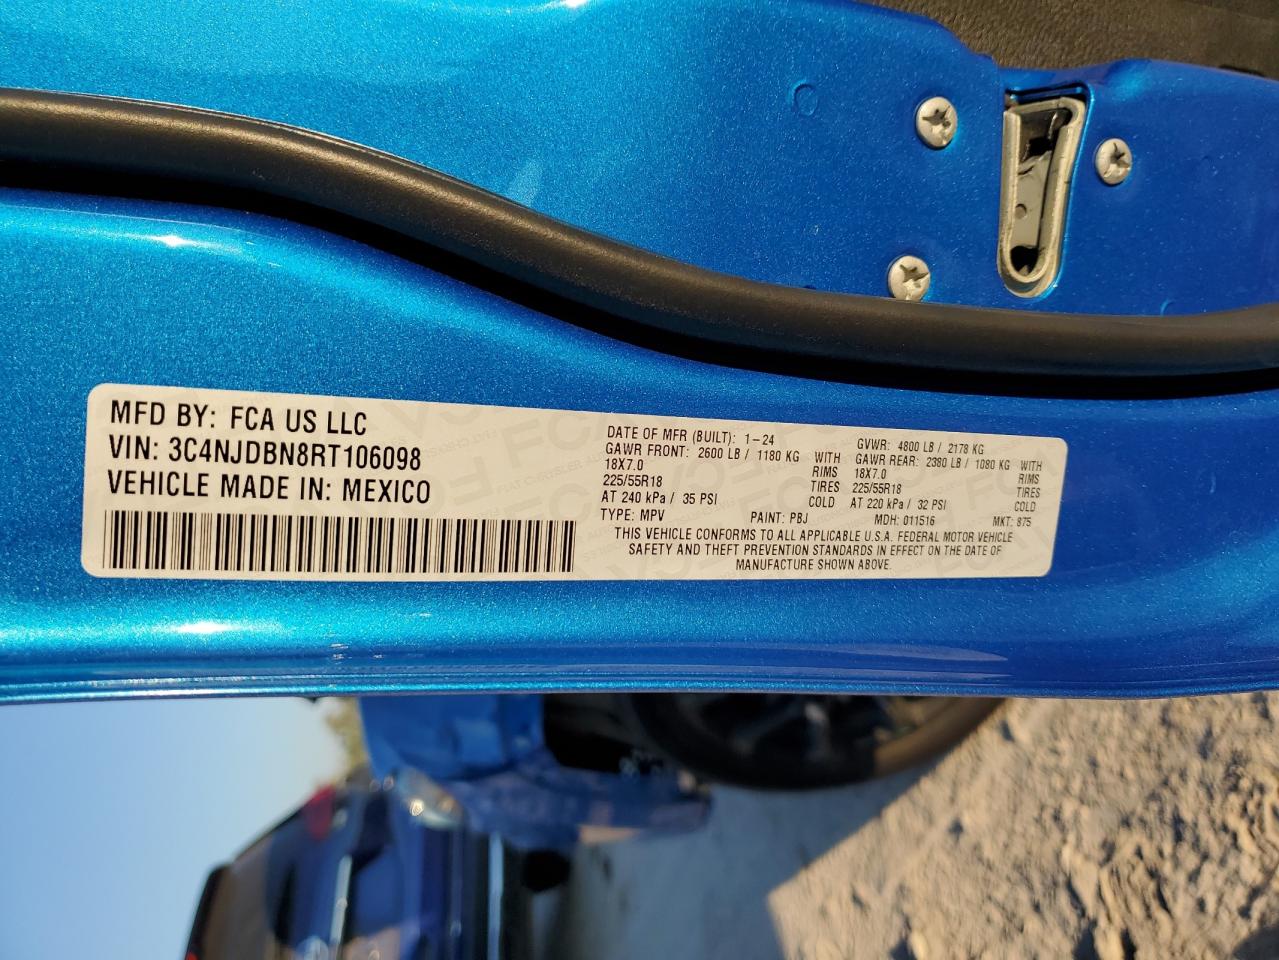 MFD BY: FCA US LLC
VIN: 3C4NJDBN8RT106098
VEHICLE MADE IN: MEXICO
DATE OF MFR (BUILT): 1-24 GVWR: 4800 LB / 2178 KG
GAWR FRONT: 2600 LB / 1180 KG WITH GAWR REAR: 2380 LB / 1080 KG WITH
18X7.0 RIMS 18X7.0 RIMS
225/55R18 TIRES 225/55R18 TIRES
AT 240 kPa / 35 PSI COLD AT 220 kPa / 32 PSI COLD
TYPE: MPV PAINT: PBJ MDH: 011516 MKT: 875
THIS VEHICLE CONFORMS TO ALL APPLICABLE U.S.A. FEDERAL MOTOR VEHICLE
SAFETY AND THEFT PREVENTION STANDARDS IN EFFECT ON THE DATE OF
MANUFACTURE SHOWN ABOVE.